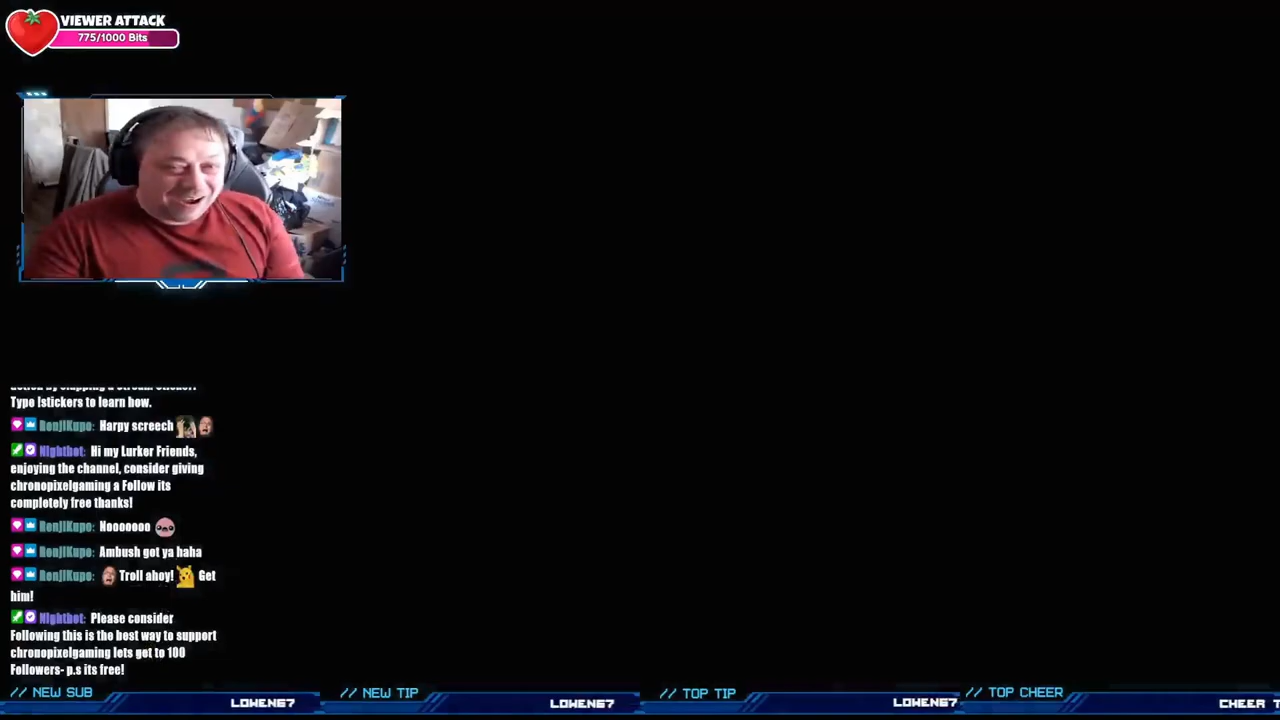 VIEWER ATTACK
775/1000 Bits
Type !stickers to learn how.
RonjiKupo: Harpy screech
Nightbot: Hi my Lurker Friends,
enjoying the channel, consider giving
chronopixelgaming a Follow its
completely free thanks!
RonjiKupo: Nooooooo
RonjiKupo: Ambush got ya haha
RonjiKupo: Troll ahoy! Get
him!
Nightbot: Please consider
Following this is the best way to support
chronopixelgaming lets get to 100
Followers- p.s its free!
// NEW SUB
LOWEN67
// NEW TIP
LOWEN67
// TOP TIP
LOWEN67
// TOP CHEER
CHEER T